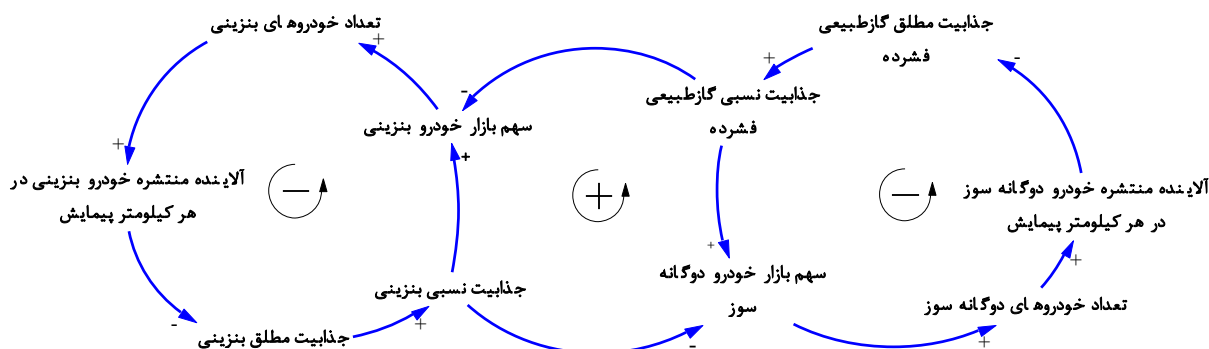 جذابیت مطلق گازطبیعی
فشرده
تعداد خودروهای بنزینی
جذابیت نسبی گازطبیعی
فشرده
سهم بازار خودرو بنزینی
آلاینده منتشره خودرو دوگانه سوز
در هر کیلومتر پیمایش
آلاینده منتشره خودرو بنزینی در
هر کیلومتر پیمایش
سهم بازار خودرو دوگانه
سوز
جذابیت نسبی بنزینی
تعداد خودروهای دوگانه سوز
جذابیت مطلق بنزینی